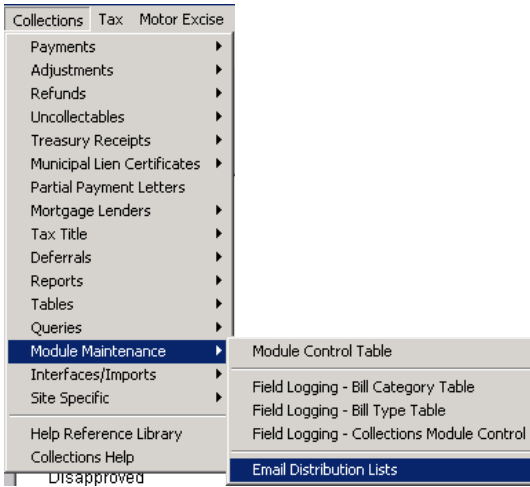 Collections Tax Motor Excise
Payments
Adjustments
Refunds
Uncollectables
Treasury Receipts
Municipal Lien Certificates
Partial Payment Letters
Mortgage Lenders
Tax Title
Deferrals
Reports
Tables
Queries
Module Maintenance
Interfaces/Imports
Site Specific
Help Reference Library
Collections Help
Disapproved
Module Control Table
Field Logging - Bill Category Table
Field Logging - Bill Type Table
Field Logging - Collections Module Control
Email Distribution Lists